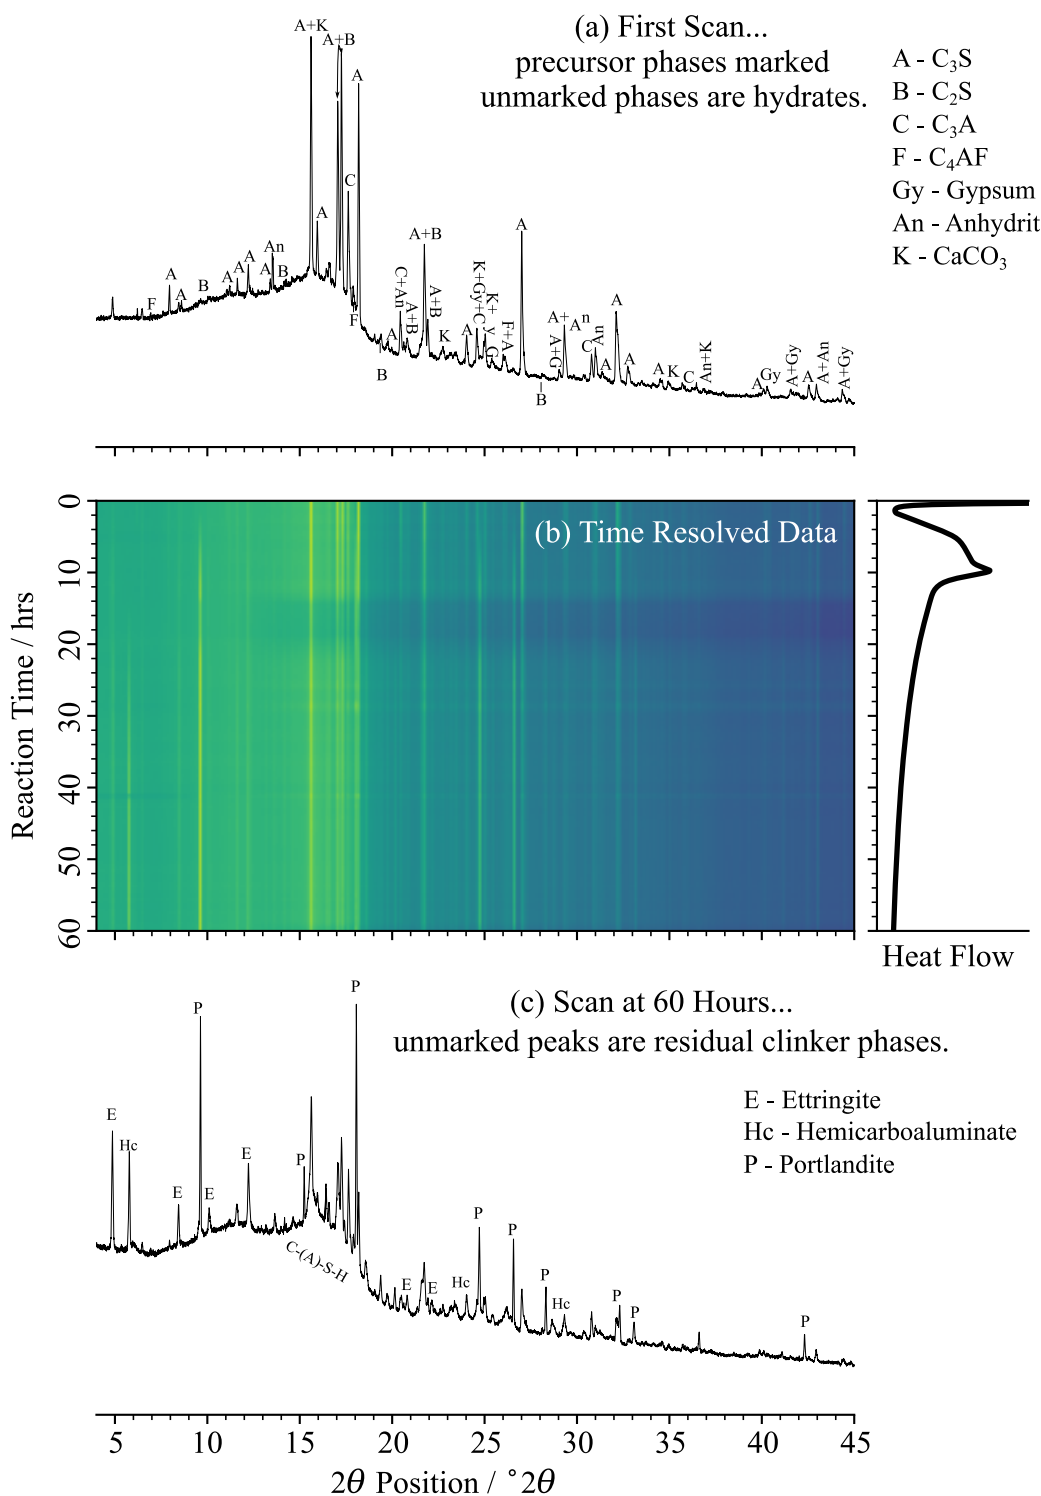 (a) First Scan...
precursor phases marked
unmarked phases are hydrates.
A - C₃S
B - C₂S
C - C₃A
F - C₄AF
Gy - Gypsum
An - Anhydrit
K - CaCO₃
A+K
A+B
A
C
A
An
A
A
A
A
B
B
A
A
F
F
B
A
C+An
A+B
A+B
A+B
K
A
K+Gy+C
K+
y
G
F+A
A
B
A+G
A+
An
C
An
A
A
A
A
K
C
An+K
A
Gy
A+Gy
A
A+An
A+Gy
(b) Time Resolved Data
0
10
20
30
40
50
60
Reaction Time / hrs
Heat Flow
(c) Scan at 60 Hours...
unmarked peaks are residual clinker phases.
E - Ettringite
Hc - Hemicarboaluminate
P - Portlandite
E
Hc
E
P
E
E
P
P
C-(A)-S-H
E
E
Hc
P
P
P
Hc
P
P
P
5
10
15
20
25
30
35
40
45
2θ Position / °2θ